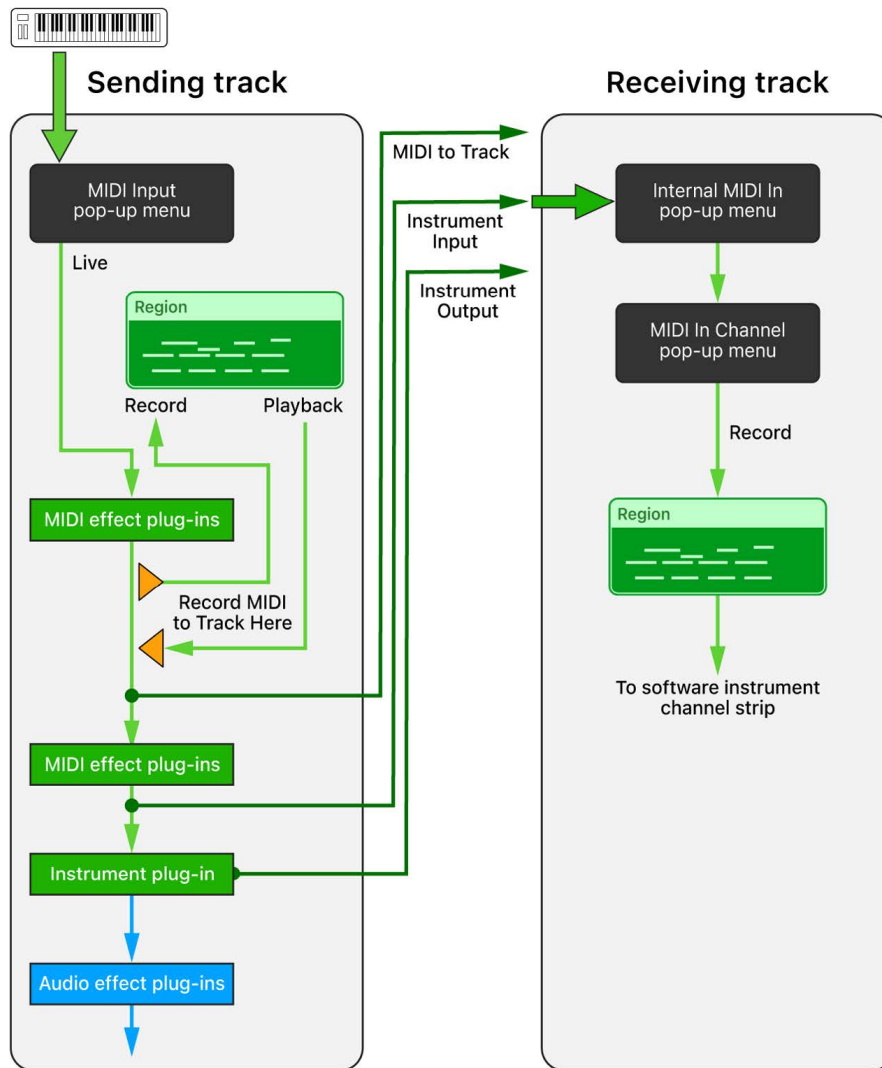 Sending track
Receiving track
MIDI Input
pop-up menu
Live
Region
Record
Playback
MIDI effect plug-ins
Record MIDI
to Track Here
MIDI effect plug-ins
Instrument plug-in
Audio effect plug-ins
MIDI to Track
Instrument
Input
Instrument
Output
Internal MIDI In
pop-up menu
MIDI In Channel
pop-up menu
Record
Region
To software instrument
channel strip